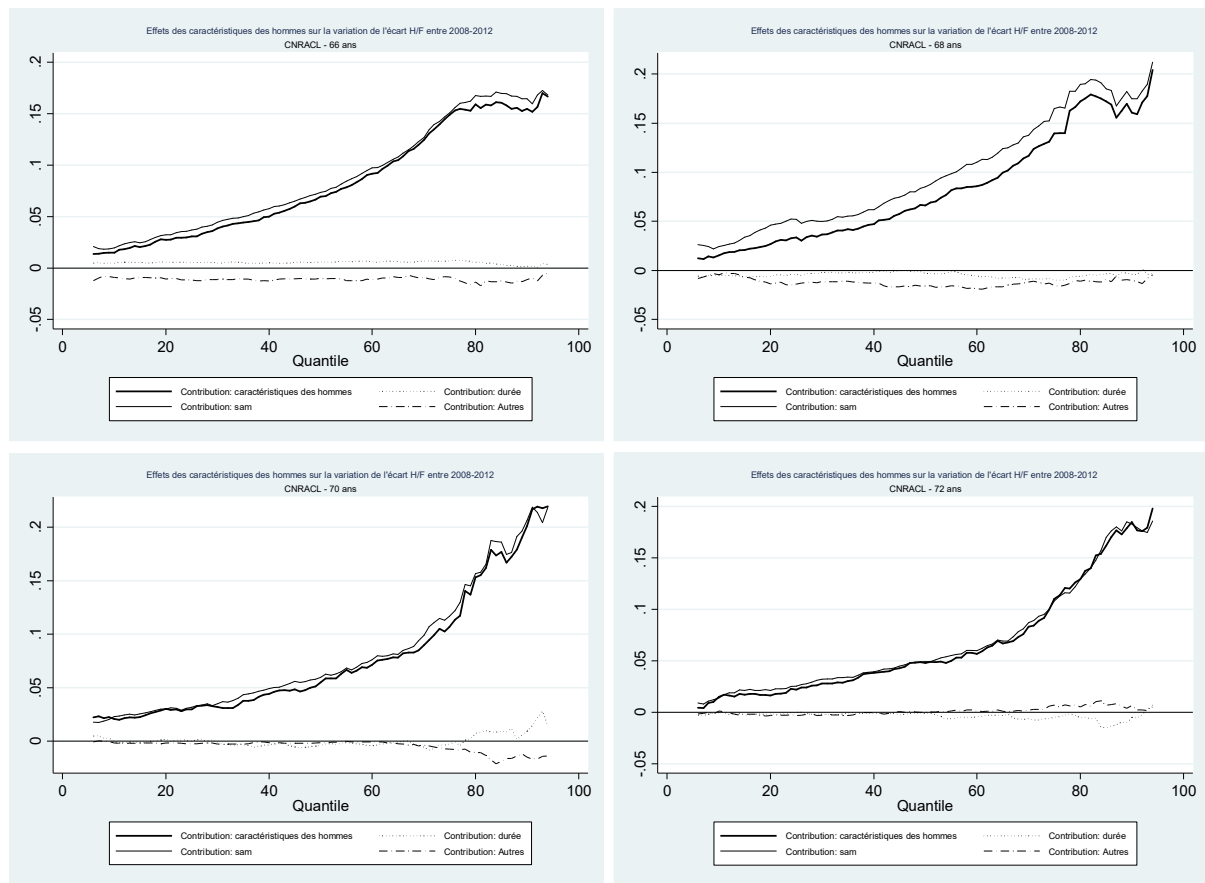 Effets des caractéristiques des hommes sur la variation de l'écart H/F entre 2008-2012
CNRACL - 66 ans
.2
.15
.1
.05
0
-.05
0 20 40 60 80 100
Quantile
Contribution: caractéristiques des hommes Contribution: durée
Contribution: sam Contribution: Autres
Effets des caractéristiques des hommes sur la variation de l'écart H/F entre 2008-2012
CNRACL - 68 ans
.2
.15
.1
.05
0
-.05
0 20 40 60 80 100
Quantile
Contribution: caractéristiques des hommes Contribution: durée
Contribution: sam Contribution: Autres
Effets des caractéristiques des hommes sur la variation de l'écart H/F entre 2008-2012
CNRACL - 70 ans
.2
.15
.1
.05
0
0 20 40 60 80 100
Quantile
Contribution: caractéristiques des hommes Contribution: durée
Contribution: sam Contribution: Autres
Effets des caractéristiques des hommes sur la variation de l'écart H/F entre 2008-2012
CNRACL - 72 ans
.2
.15
.1
.05
0
-.05
0 20 40 60 80 100
Quantile
Contribution: caractéristiques des hommes Contribution: durée
Contribution: sam Contribution: Autres